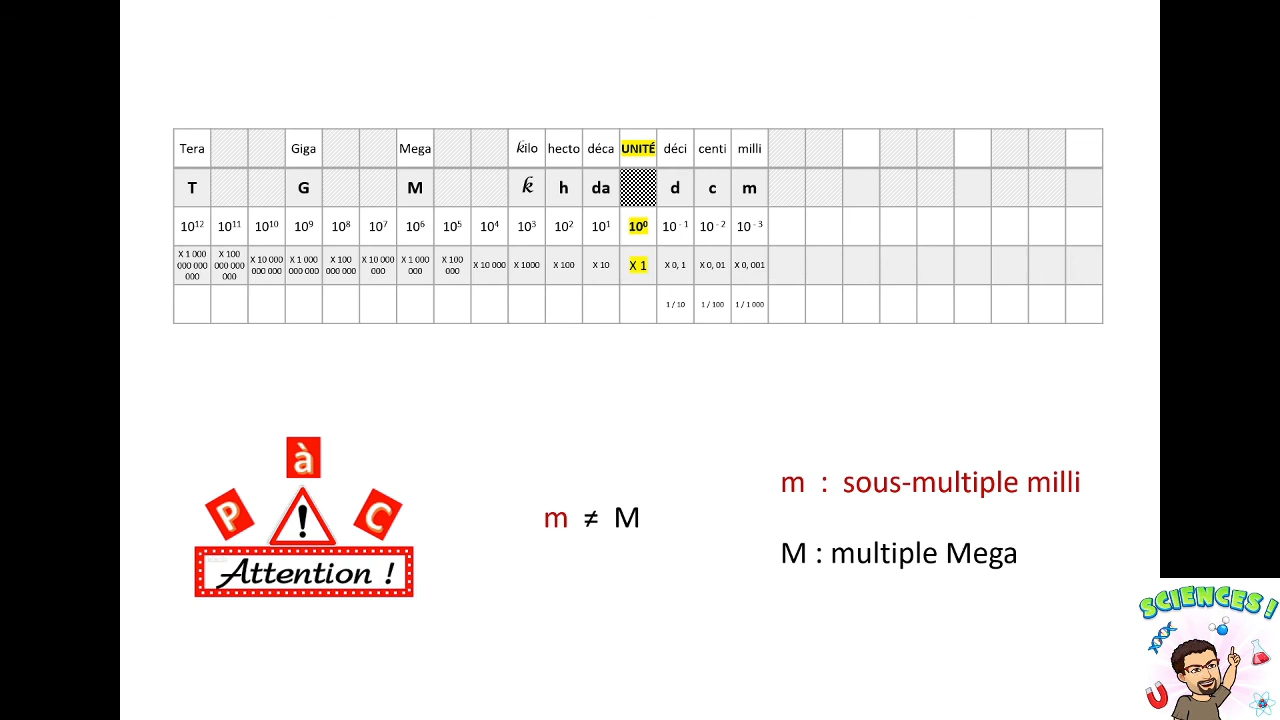 Tera Giga Mega kilo hecto déca UNITÉ déci centi milli
T G M k h da d c m
10¹² 10¹¹ 10¹⁰ 10⁹ 10⁸ 10⁷ 10⁶ 10⁵ 10⁴ 10³ 10² 10¹ 10⁰ 10⁻¹ 10⁻² 10⁻³
X 1 000 000 000 000 X 100 000 000 000 X 10 000 000 000 X 1 000 000 000 X 100 000 000 X 10 000 000 X 1 000 000 X 100 000 X 10 000 X 1000 X 100 X 10 X 1 X 0, 1 X 0, 01 X 0, 001
1 / 10 1 / 100 1 / 1 000
P à C
!
Attention !
m ≠ M
m : sous-multiple milli
M : multiple Mega
SCIENCES !